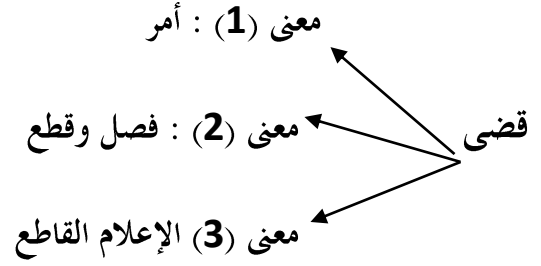 معنى (1) : أمر
قضى
معنى (2) : فصل وقطع
معنى (3) الإعلام القاطع